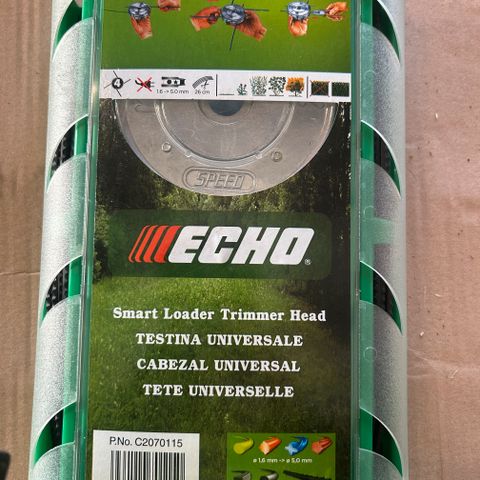 4
1.6 -> 5.0 mm
26 cm
SPEED
ECHO®
Smart Loader Trimmer Head
TESTINA UNIVERSALE
CABEZAL UNIVERSAL
TETE UNIVERSELLE
P.No. C2070115
ø 1,6 mm -> ø 5,0 mm